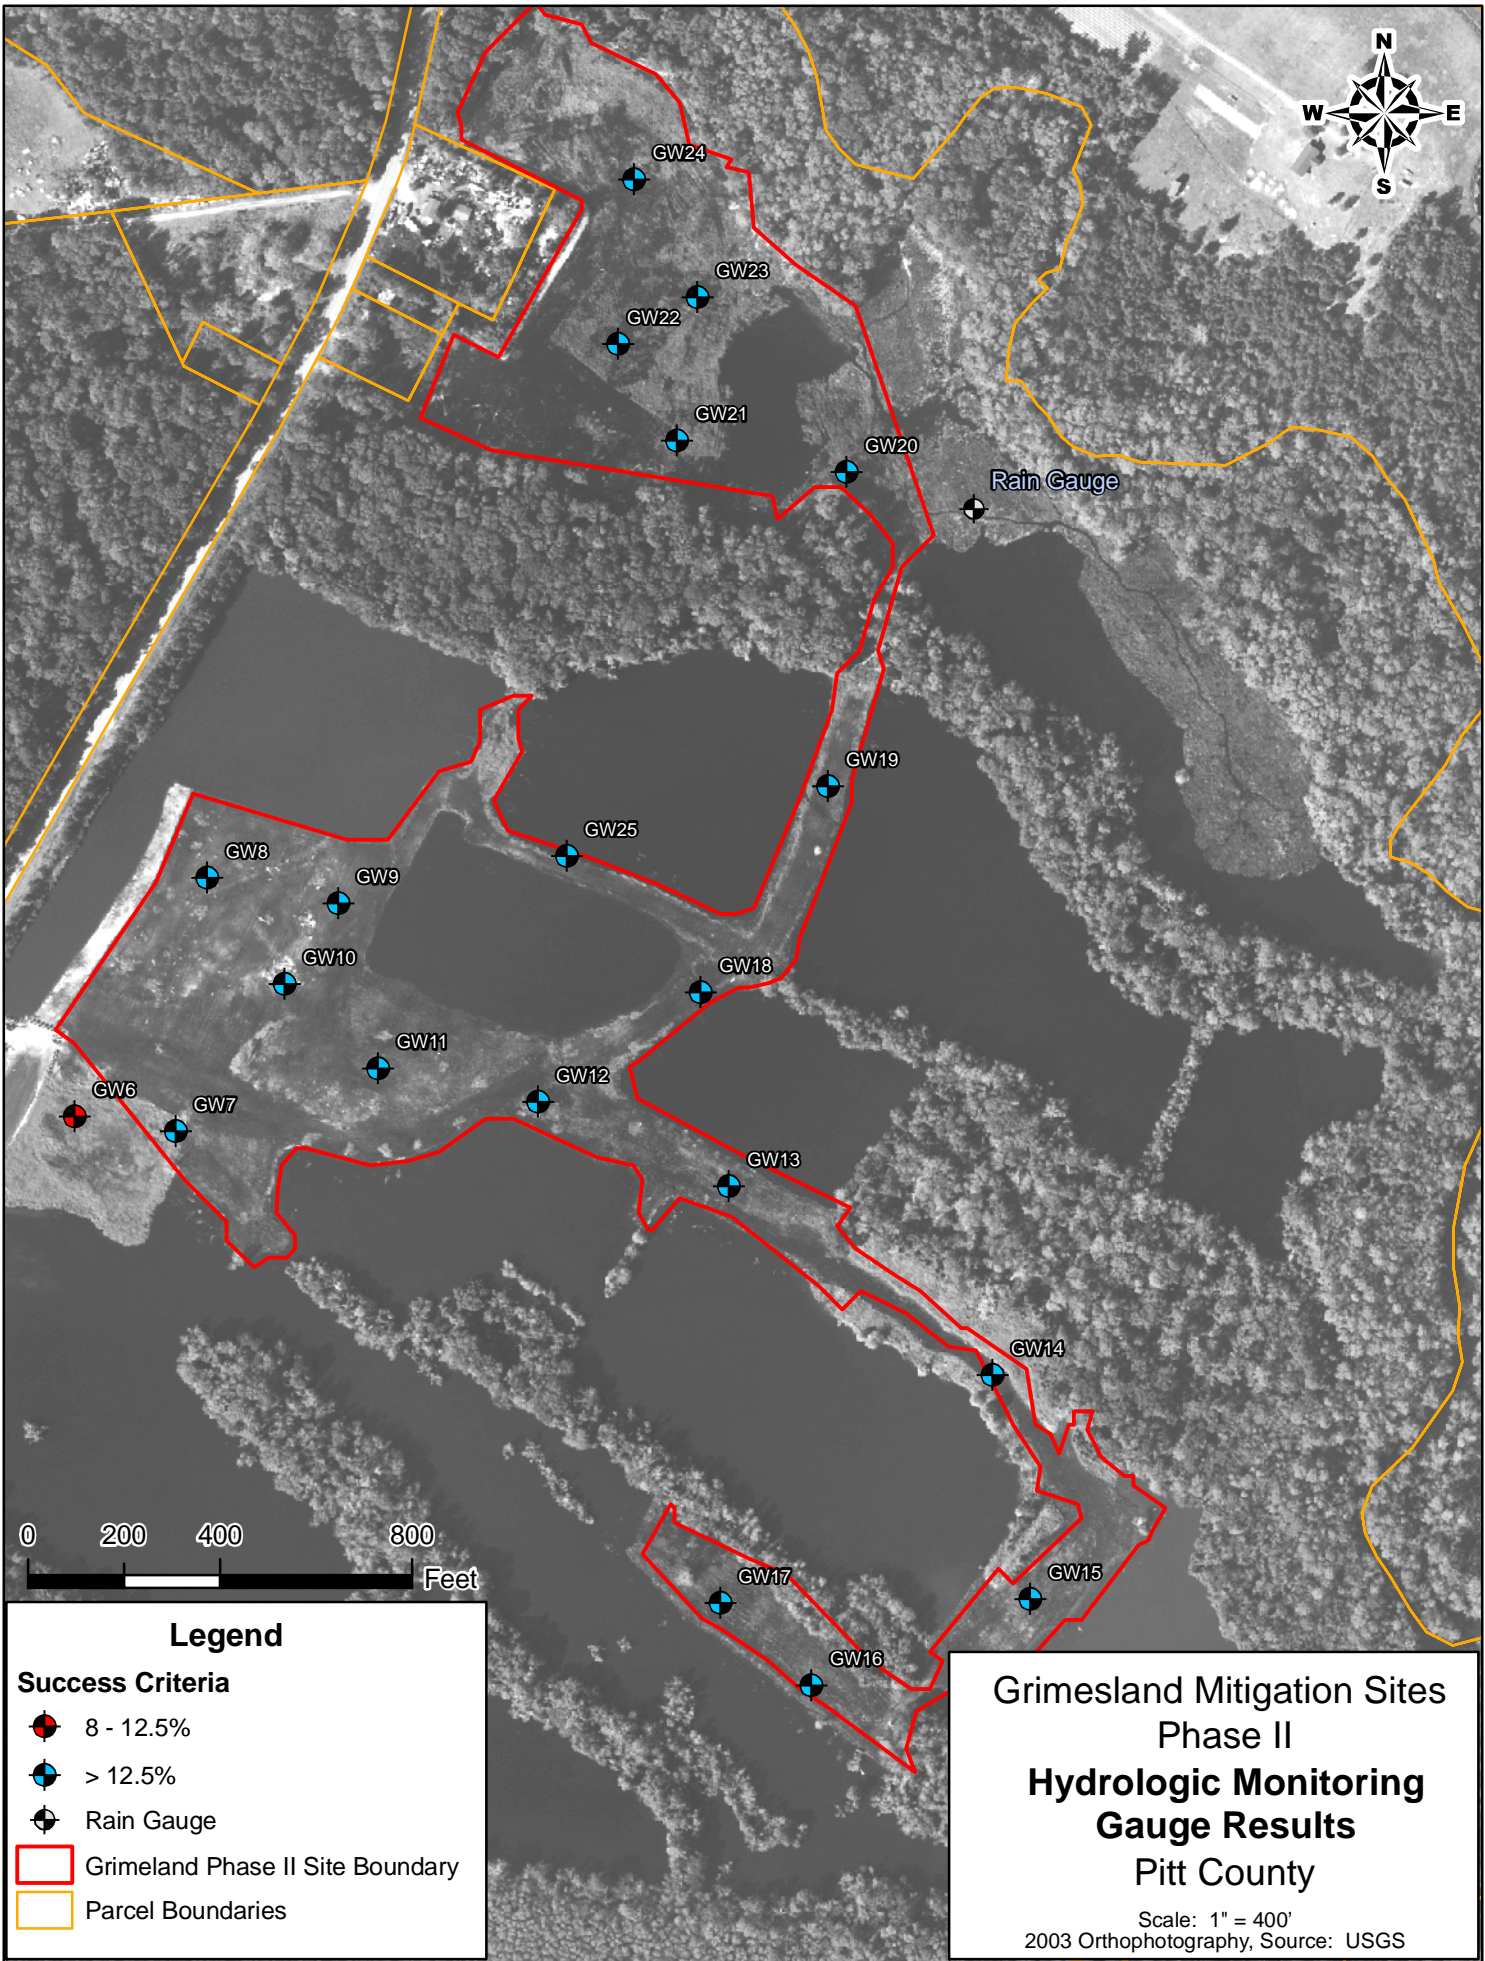 N
W E
S
GW24
GW23
GW22
GW21
GW20
Rain Gauge
GW19
GW25
GW8
GW9
GW10
GW18
GW11
GW12
GW6
GW7
GW13
GW14
GW15
GW17
GW16
0 200 400 800
Feet
Legend
Success Criteria
8 - 12.5%
> 12.5%
Rain Gauge
Grimeland Phase II Site Boundary
Parcel Boundaries
Grimesland Mitigation Sites
Phase II
Hydrologic Monitoring
Gauge Results
Pitt County
Scale: 1" = 400'
2003 Orthophotography, Source: USGS